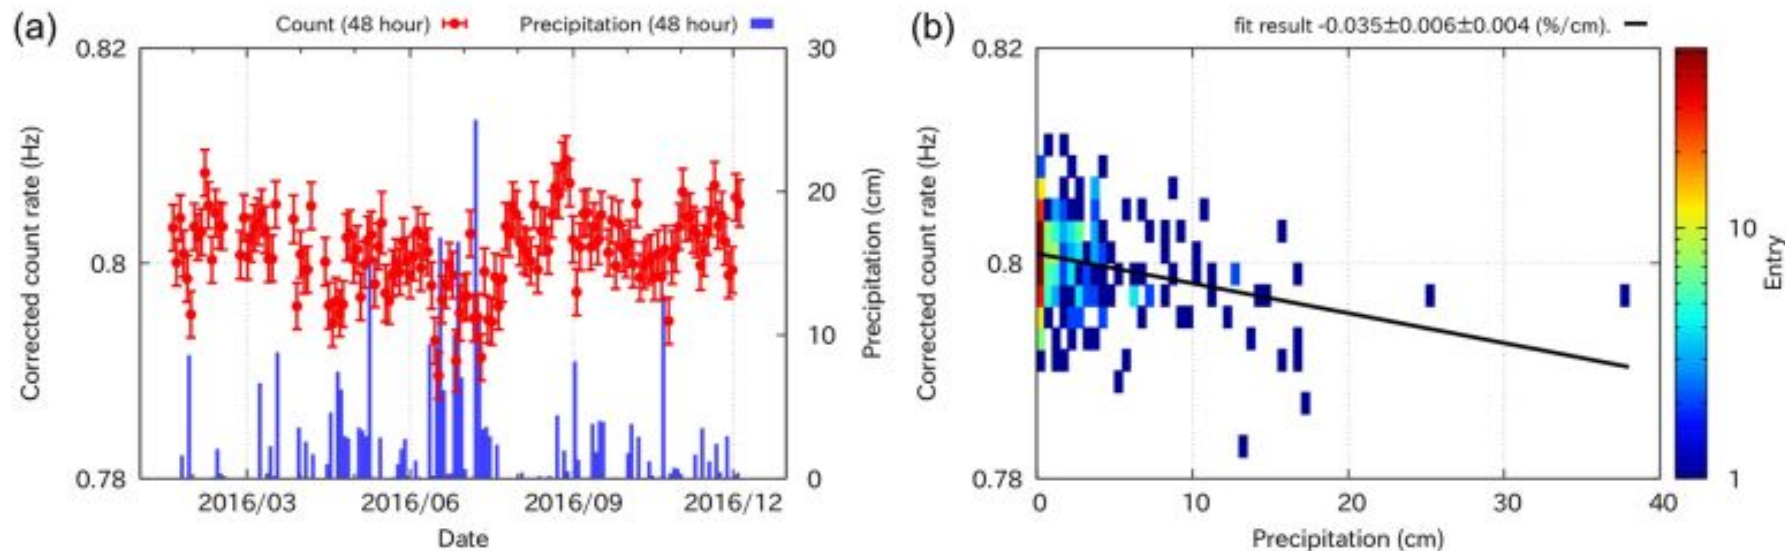 (a)
Count (48 hour)
Precipitation (48 hour)
0.82
0.8
0.78
Corrected count rate (Hz)
30
20
10
0
Precipitation (cm)
2016/03
2016/06
2016/09
2016/12
Date
(b)
fit result -0.035±0.006±0.004 (%/cm).
0.82
0.8
0.78
Corrected count rate (Hz)
0
10
20
30
40
Precipitation (cm)
10
1
Entry